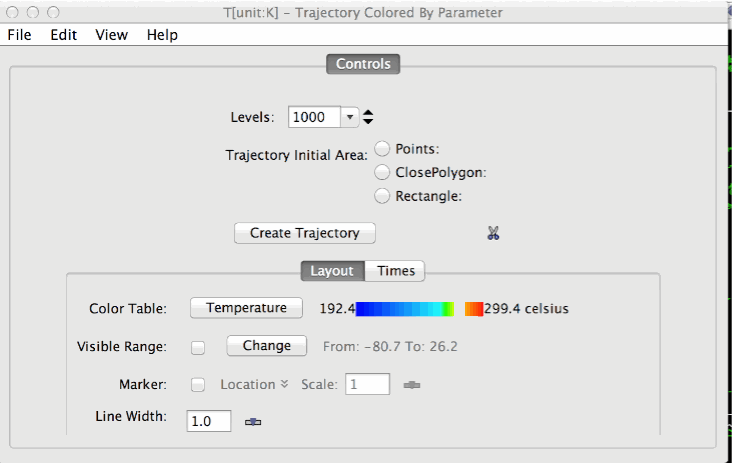 T[unit:K] – Trajectory Colored By Parameter
File Edit View Help
Controls
Levels: 1000
Trajectory Initial Area: Points:
ClosePolygon:
Rectangle:
Create Trajectory
Layout Times
Color Table: Temperature 192.4 299.4 celsius
Visible Range: Change From: -80.7 To: 26.2
Marker: Location Scale: 1
Line Width: 1.0